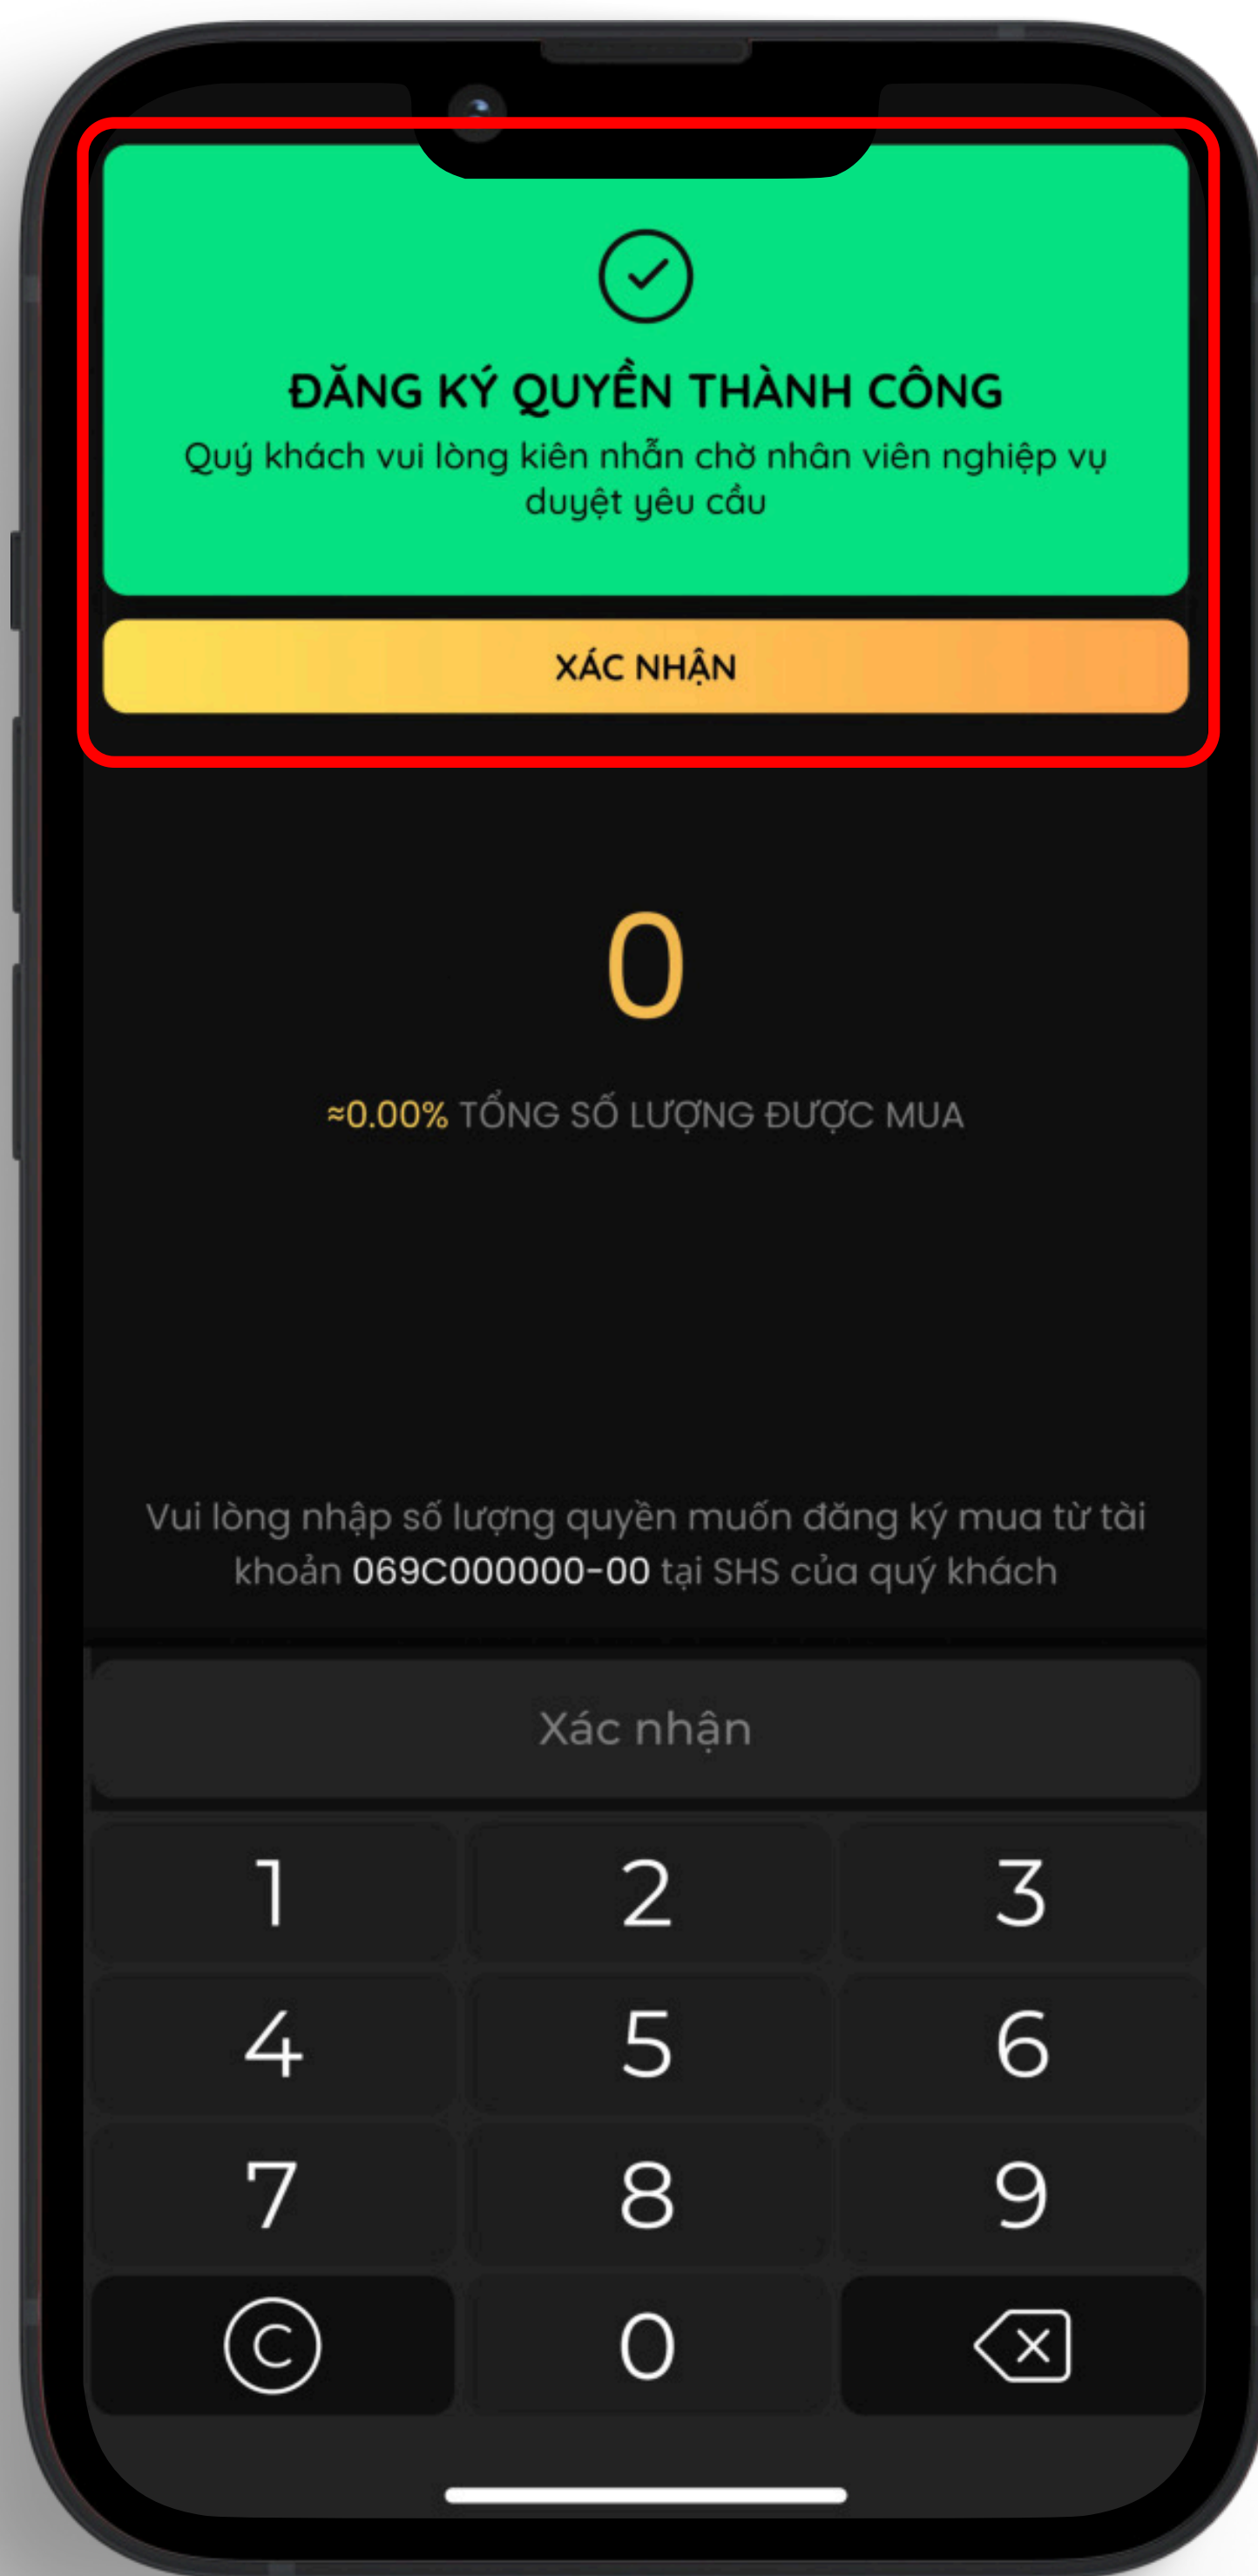 ĐĂNG KÝ QUYỀN THÀNH CÔNG
Quý khách vui lòng kiên nhẫn chờ nhân viên nghiệp vụ
duyệt yêu cầu
XÁC NHẬN
0
≈0.00% TỔNG SỐ LƯỢNG ĐƯỢC MUA
Vui lòng nhập số lượng quyền muốn đăng ký mua từ tài
khoản 069C000000-00 tại SHS của quý khách
Xác nhận
1 2 3
4 5 6
7 8 9
C 0